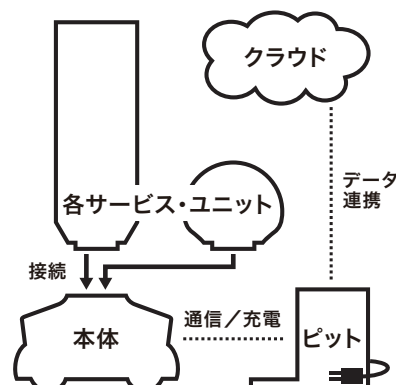 クラウド
各サービス・ユニット
データ
連携
接続
通信／充電
本体
ピット